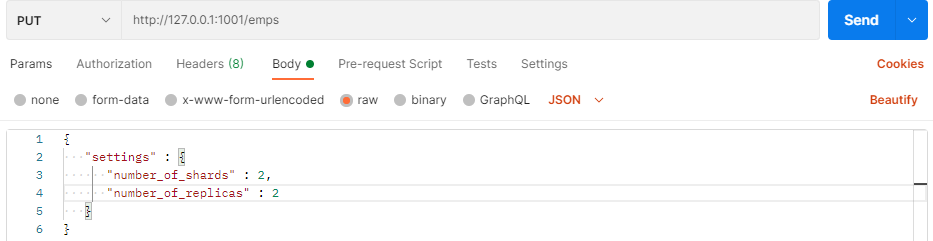 PUT http://127.0.0.1:1001/emps Send
Params Authorization Headers (8) Body Pre-request Script Tests Settings Cookies
none form-data x-www-form-urlencoded raw binary GraphQL JSON Beautify
1 {
2 "settings" : {
3 "number_of_shards" : 2,
4 "number_of_replicas" : 2
5 }
6 }